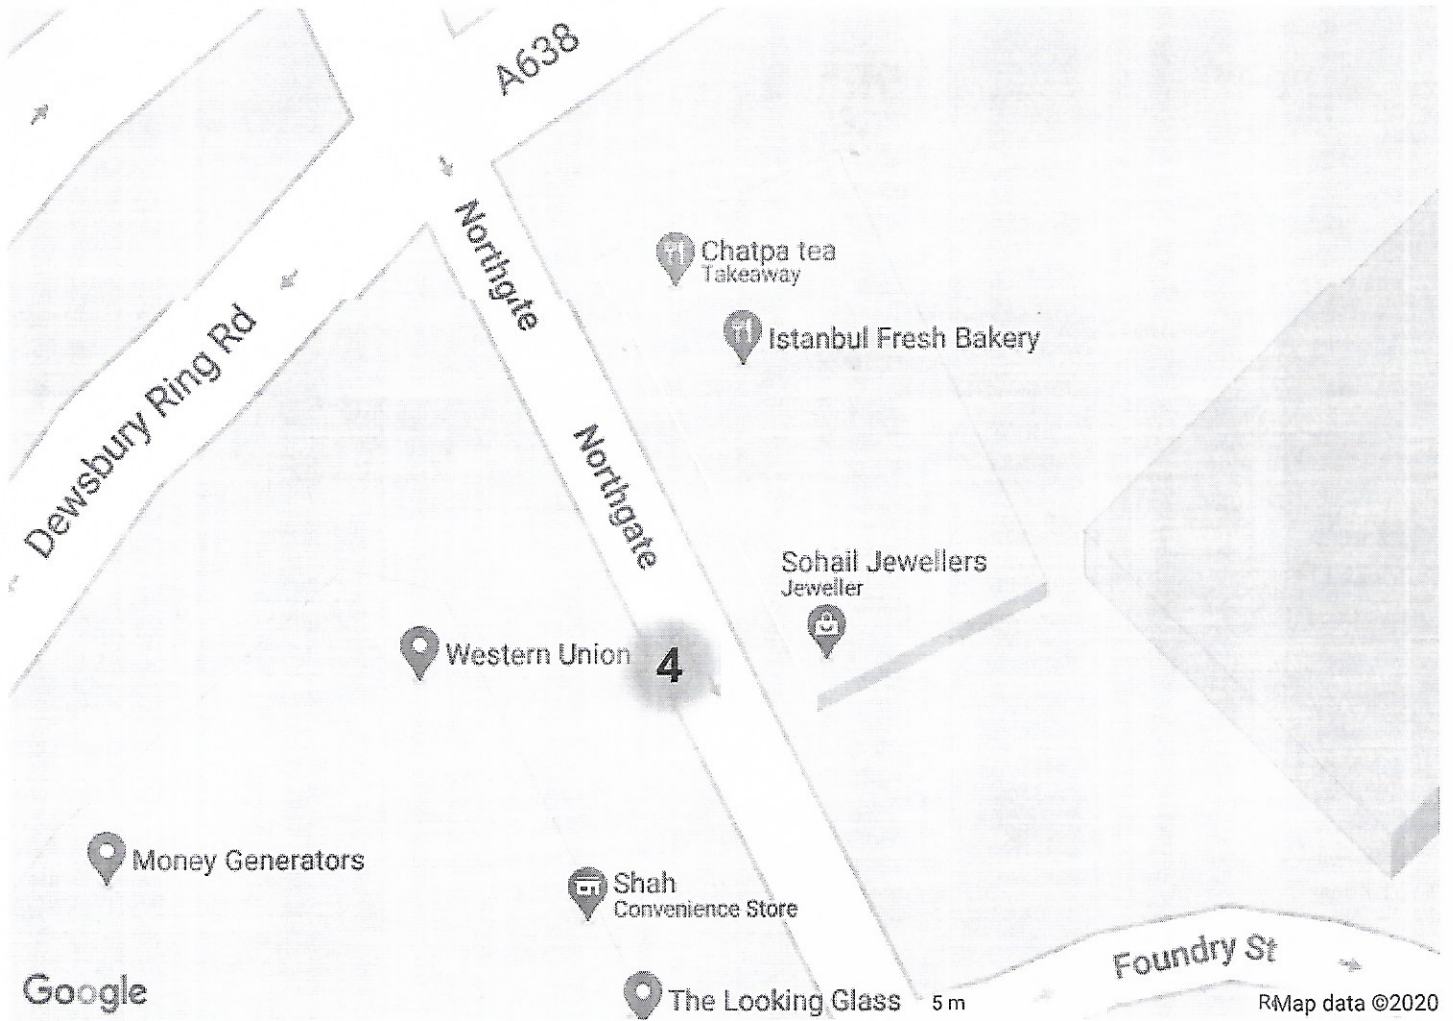 A638
Northgate
Chatpa tea
Takeaway
Istanbul Fresh Bakery
Dewsbury Ring Rd
Northgate
Sohail Jewellers
Jeweller
Western Union
4
Money Generators
Shah
Convenience Store
Foundry St
Google
The Looking Glass
5 m
Map data ©2020